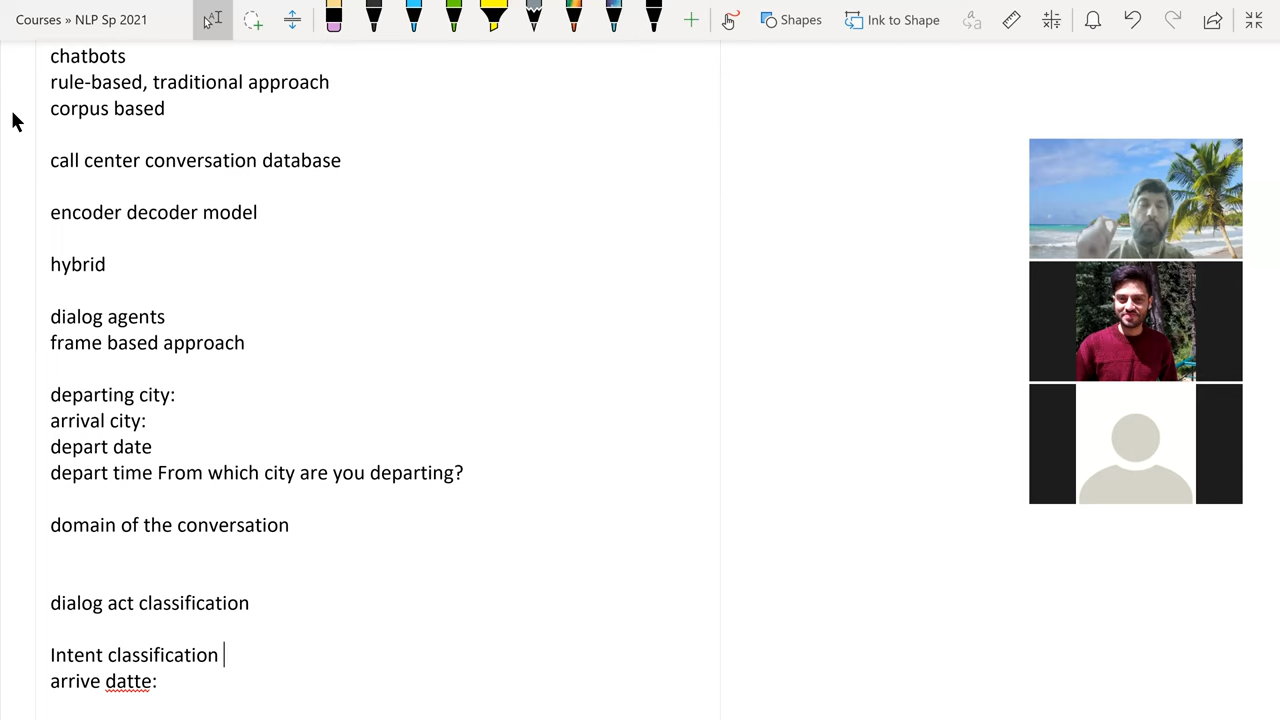 Courses » NLP Sp 2021
Shapes
Ink to Shape
chatbots
rule-based, traditional approach
corpus based
call center conversation database
encoder decoder model
hybrid
dialog agents
frame based approach
departing city:
arrival city:
depart date
depart time From which city are you departing?
domain of the conversation
dialog act classification
Intent classification
arrive datte: